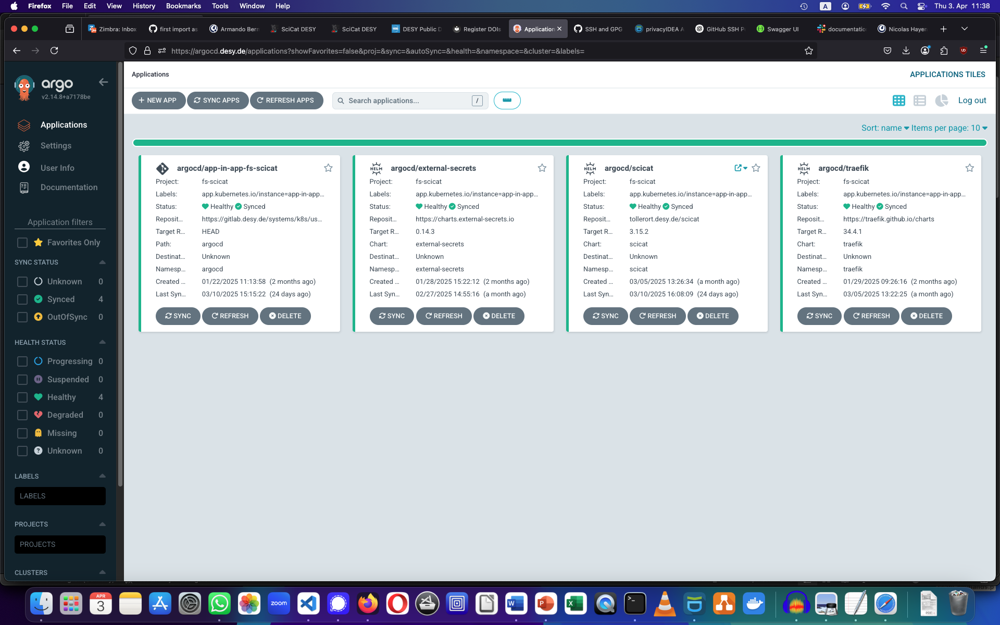 Firefox File Edit View History Bookmarks Tools Window Help A Thu 3. Apr 11:38
Zimbra: Inbox first import as Armando Bern SciCat DESY SciCat DESY DESY Public D Register DOIs Application SSH and GPG privacyIDEA A GitHub SSH P Swagger UI documentatio Nicolas Hayen
https://argocd.desy.de/applications?showFavorites=false&proj=&sync=&autoSync=&health=&namespace=&cluster=&labels=
argo
v2.14.8+a7178be
Applications
Settings
User Info
Documentation
Application filters
Favorites Only
SYNC STATUS
Unknown 0
Synced 4
OutOfSync 0
HEALTH STATUS
Progressing 0
Suspended 0
Healthy 4
Degraded 0
Missing 0
Unknown 0
LABELS
LABELS
PROJECTS
PROJECTS
CLUSTERS
Applications APPLICATIONS TILES
+ NEW APP SYNC APPS REFRESH APPS Search applications... / Log out
Sort: name Items per page: 10
argocd/app-in-app-fs-scicat
Project: fs-scicat
Labels: app.kubernetes.io/instance=app-in-app...
Status: Healthy Synced
Reposit... https://gitlab.desy.de/systems/k8s/us...
Target R... HEAD
Path: argocd
Destinat... Unknown
Namesp... argocd
Created ... 01/22/2025 11:13:58 (2 months ago)
Last Syn... 03/10/2025 15:15:22 (24 days ago)
SYNC REFRESH DELETE
HELM argocd/external-secrets
Project: fs-scicat
Labels: app.kubernetes.io/instance=app-in-app...
Status: Healthy Synced
Reposit... https://charts.external-secrets.io
Target R... 0.14.3
Chart: external-secrets
Destinat... Unknown
Namesp... external-secrets
Created ... 01/28/2025 15:22:12 (2 months ago)
Last Syn... 02/27/2025 14:55:16 (a month ago)
SYNC REFRESH DELETE
HELM argocd/scicat
Project: fs-scicat
Labels: app.kubernetes.io/instance=app-in-app...
Status: Healthy Synced
Reposit... tollerort.desy.de/scicat
Target R... 3.15.2
Chart: scicat
Destinat... Unknown
Namesp... scicat
Created ... 03/05/2025 13:26:34 (a month ago)
Last Syn... 03/10/2025 16:08:09 (24 days ago)
SYNC REFRESH DELETE
HELM argocd/traefik
Project: fs-scicat
Labels: app.kubernetes.io/instance=app-in-app...
Status: Healthy Synced
Reposit... https://traefik.github.io/charts
Target R... 34.4.1
Chart: traefik
Destinat... Unknown
Namesp... traefik
Created ... 01/29/2025 09:26:16 (2 months ago)
Last Syn... 03/05/2025 13:22:25 (a month ago)
SYNC REFRESH DELETE
APR
3
zoom
W
P
X
PDF